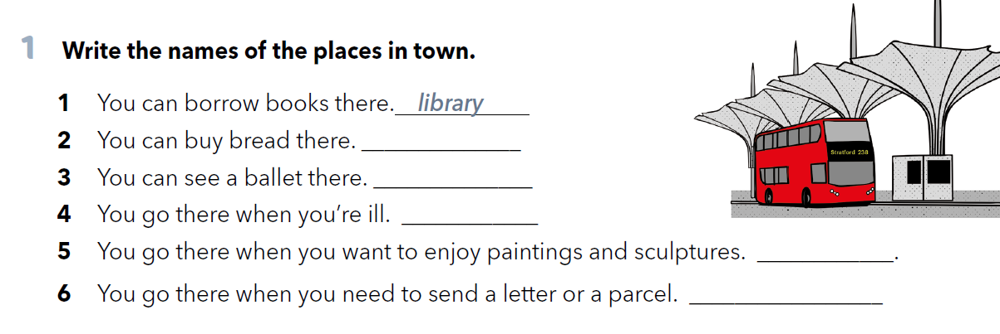 1 Write the names of the places in town.
1 You can borrow books there. library
2 You can buy bread there. ____________
3 You can see a ballet there. ____________
4 You go there when you're ill. ____________
5 You go there when you want to enjoy paintings and sculptures. ____________.
6 You go there when you need to send a letter or a parcel. ____________
Stratford 238